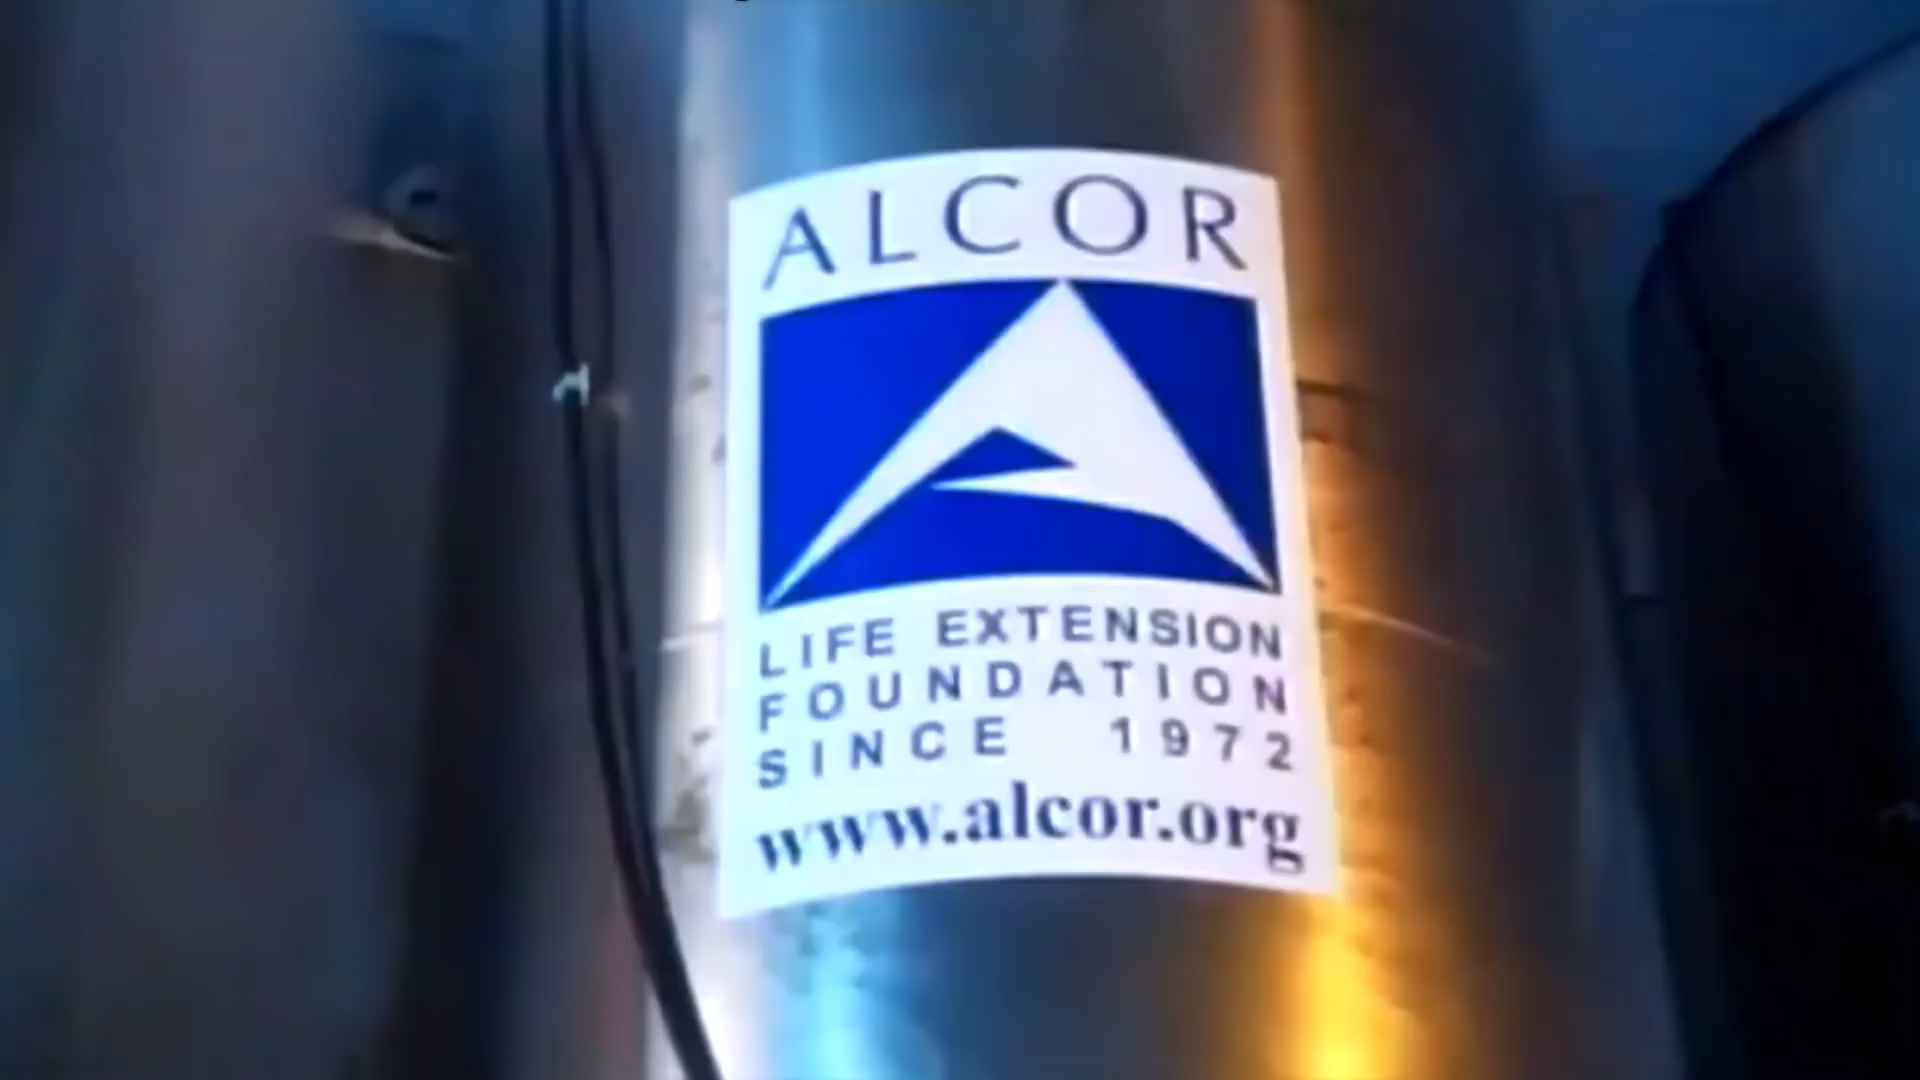 ALCOR
LIFE EXTENSION
FOUNDATION
SINCE 1972
www.alcor.org